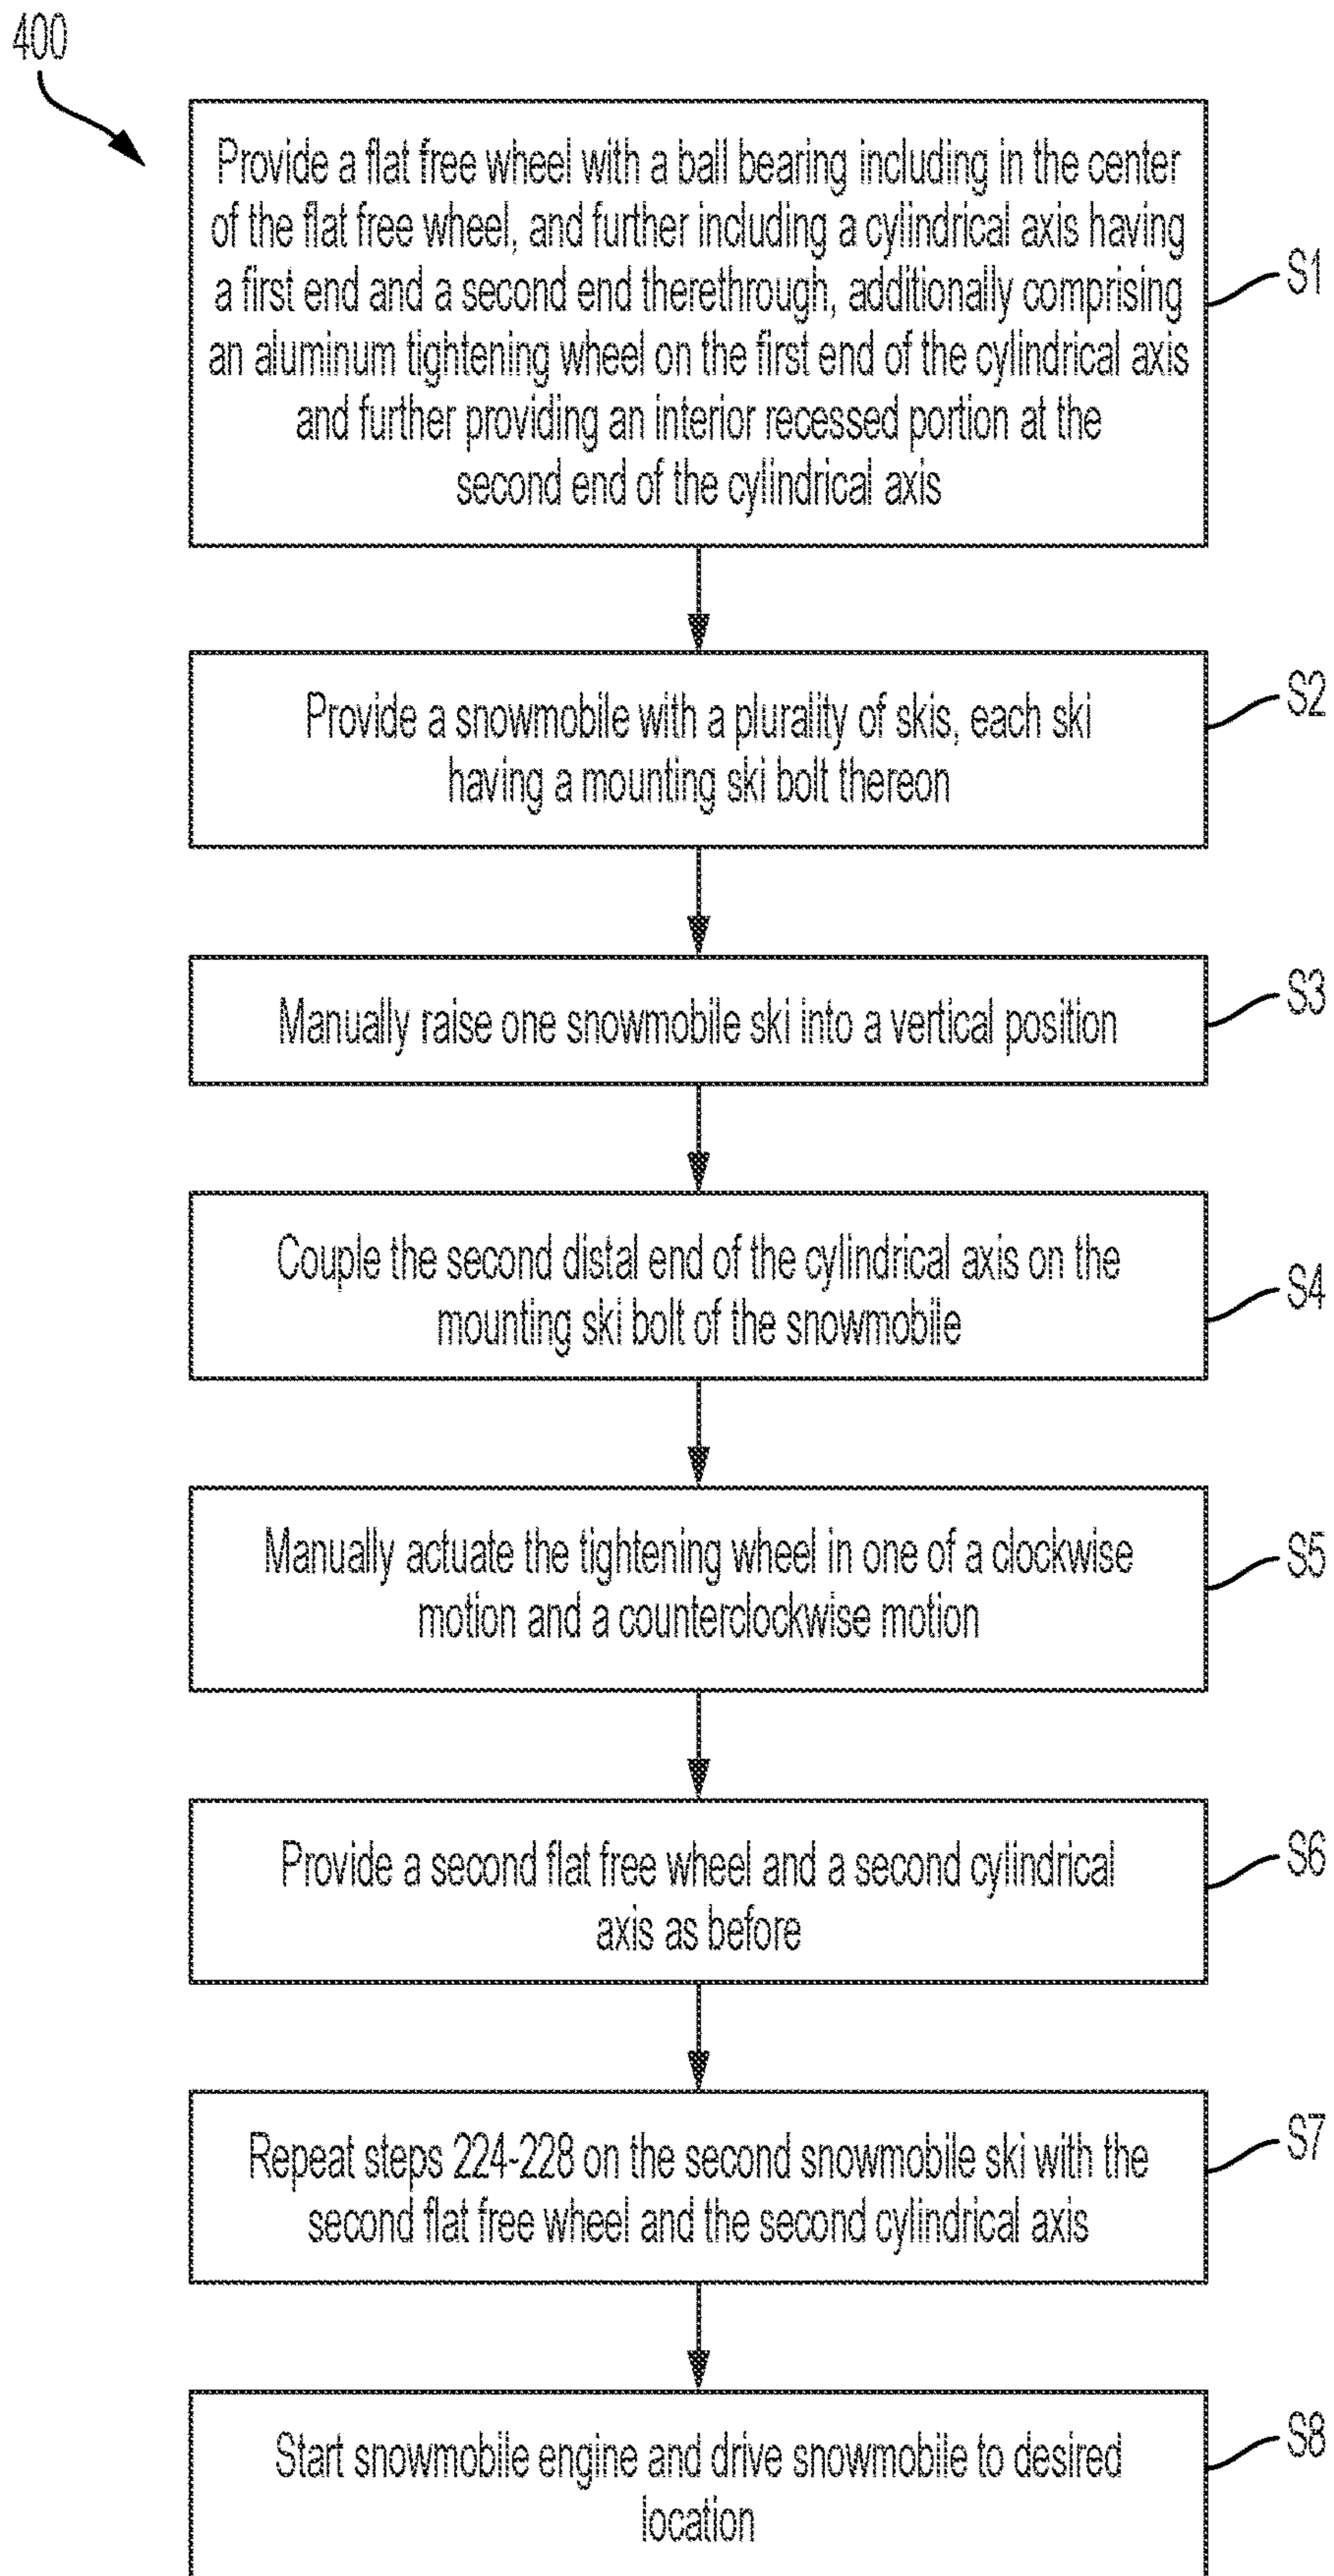 400
Provide a flat free wheel with a ball bearing including in the center
of the flat free wheel, and further including a cylindrical axis having
a first end and a second end therethrough, additionally comprising
an aluminum tightening wheel on the first end of the cylindrical axis
and further providing an interior recessed portion at the
second end of the cylindrical axis
S1
Provide a snowmobile with a plurality of skis, each ski
having a mounting ski bolt thereon
S2
Manually raise one snowmobile ski into a vertical position
S3
Couple the second distal end of the cylindrical axis on the
mounting ski bolt of the snowmobile
S4
Manually actuate the tightening wheel in one of a clockwise
motion and a counterclockwise motion
S5
Provide a second flat free wheel and a second cylindrical
axis as before
S6
Repeat steps 224-228 on the second snowmobile ski with the
second flat free wheel and the second cylindrical axis
S7
Start snowmobile engine and drive snowmobile to desired
location
S8